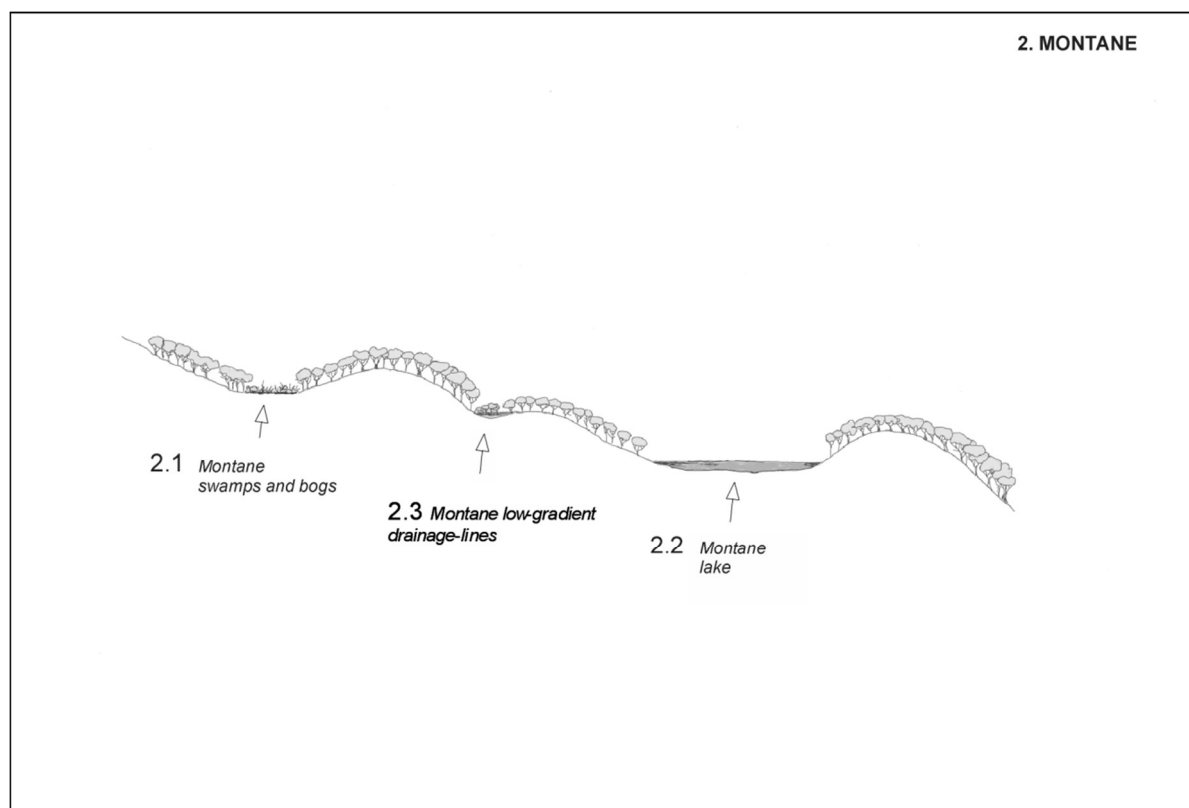 2. MONTANE
2.1 Montane
swamps and bogs
2.3 Montane low-gradient
drainage-lines
2.2 Montane
lake